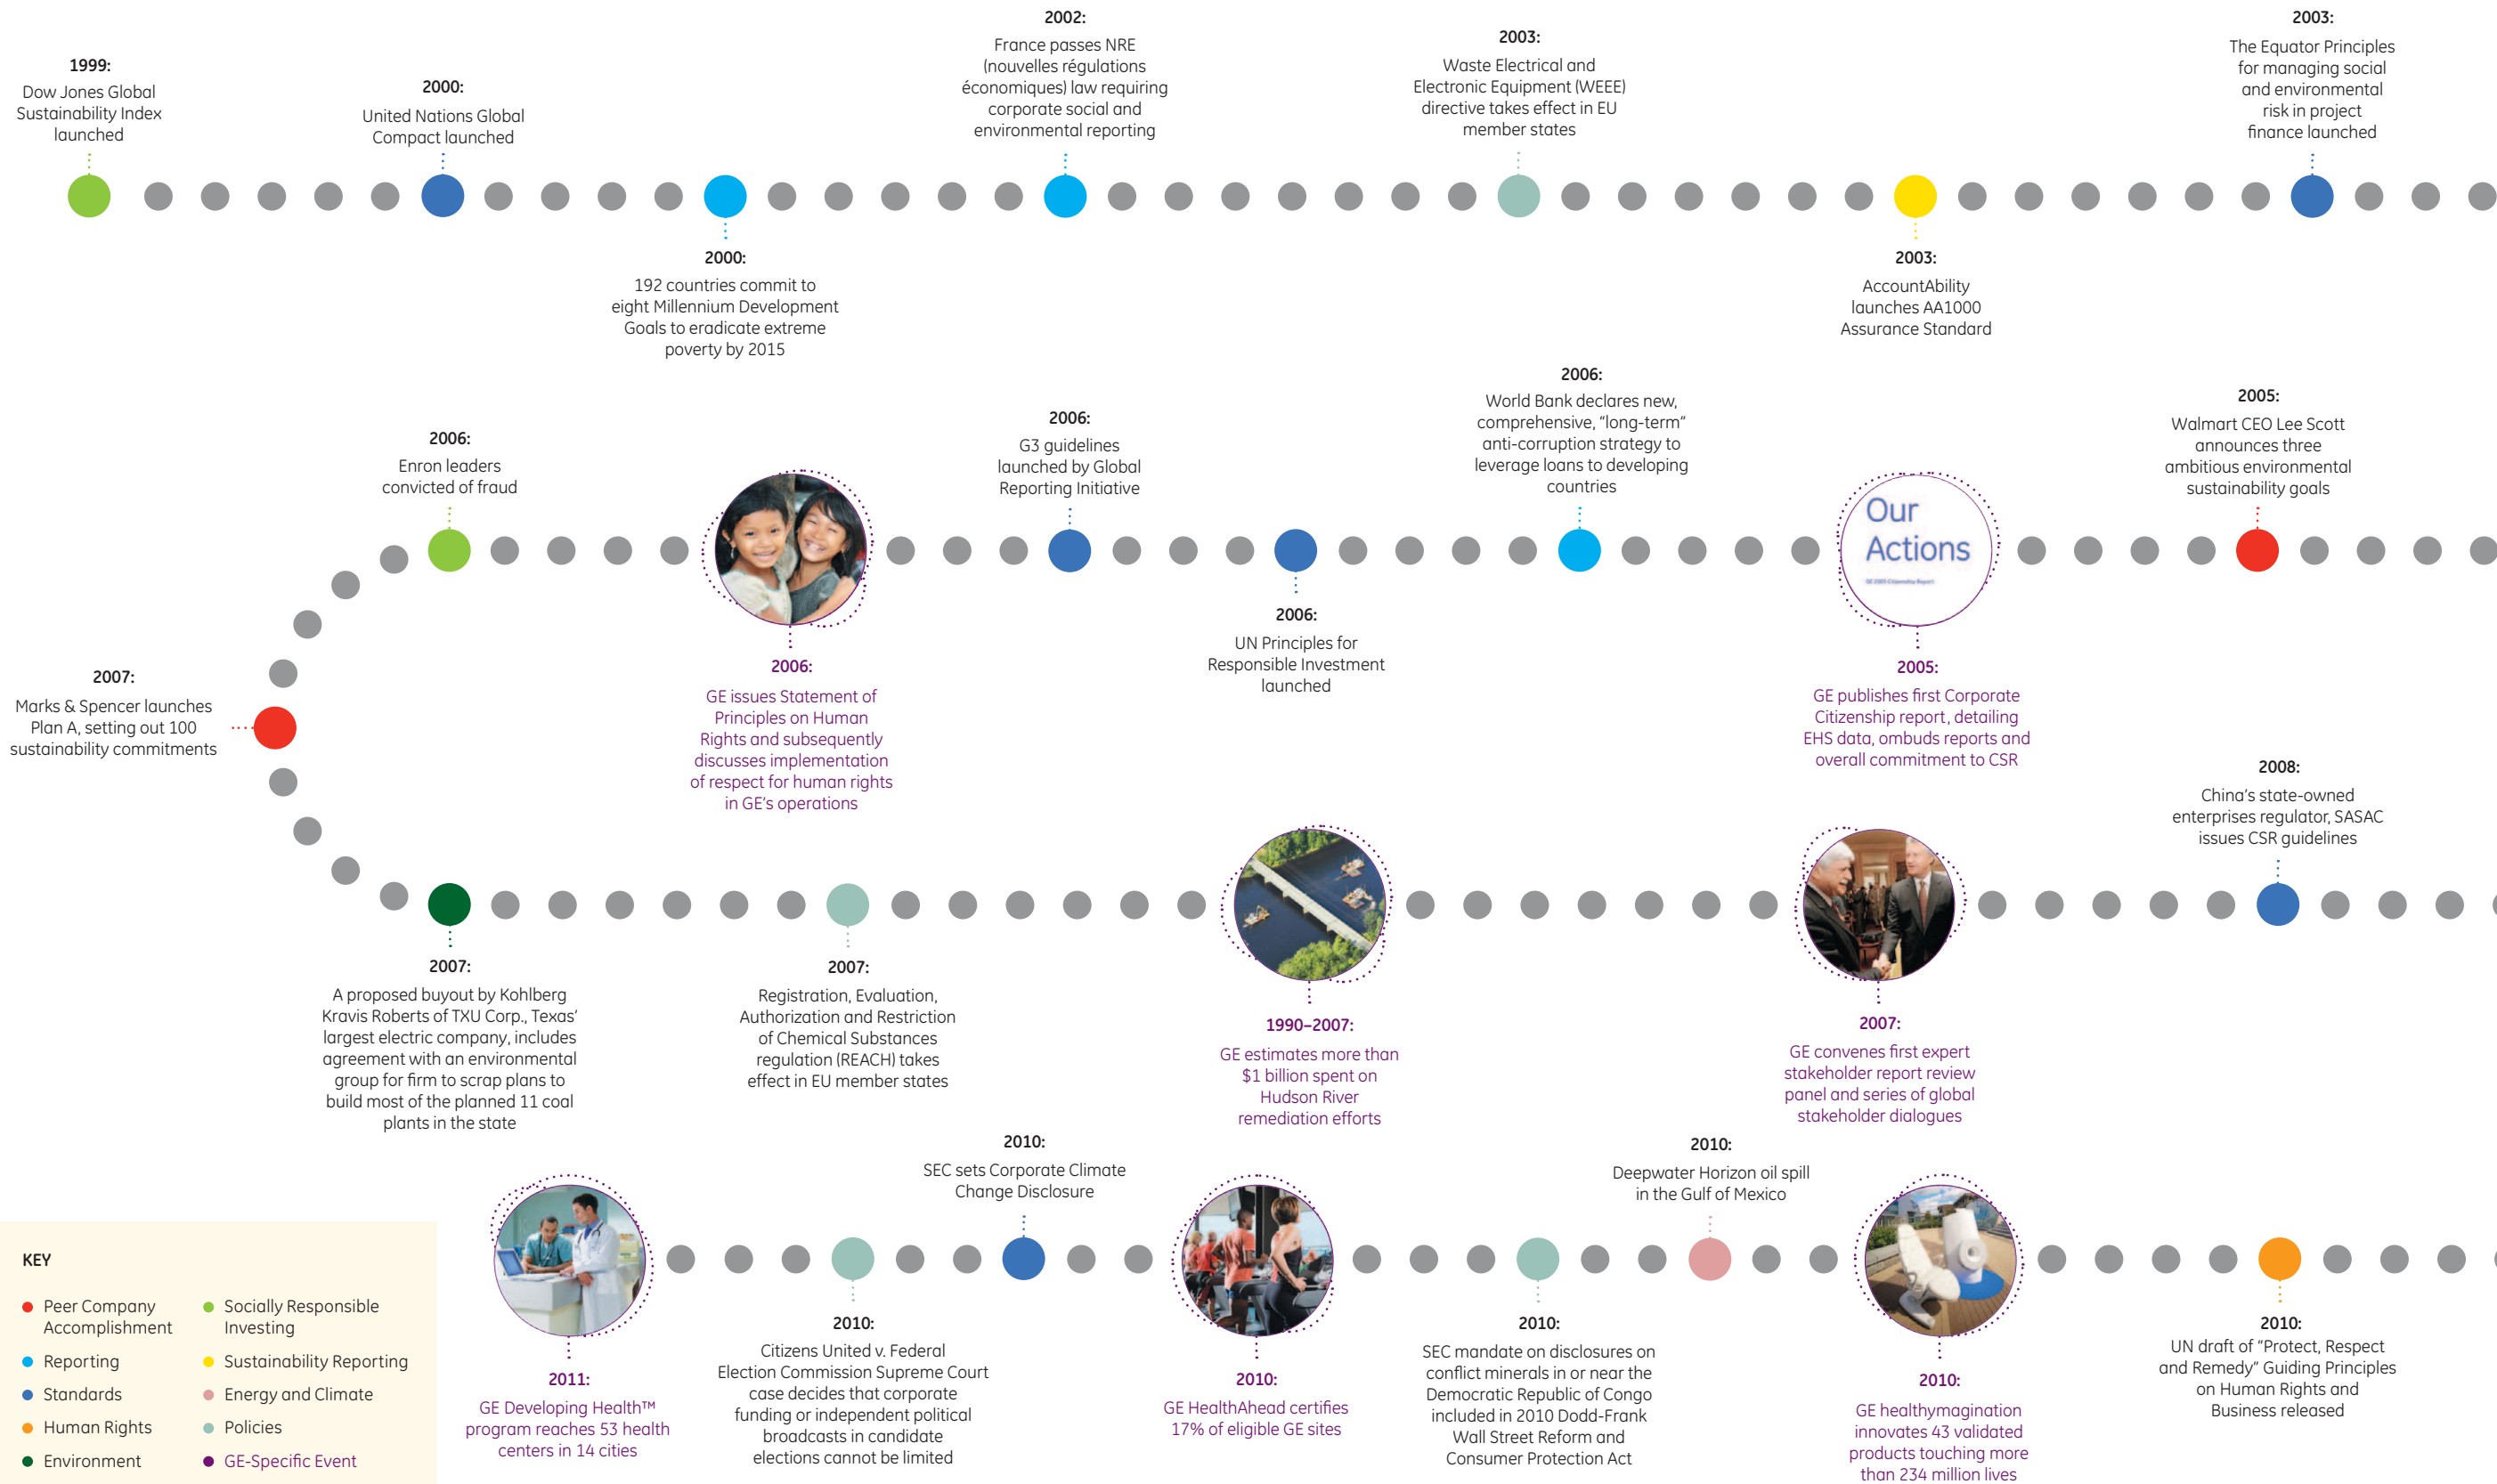 1999:
Dow Jones Global
Sustainability Index
launched
2000:
United Nations Global
Compact launched
2000:
192 countries commit to
eight Millennium Development
Goals to eradicate extreme
poverty by 2015
2002:
France passes NRE
(nouvelles régulations
économiques) law requiring
corporate social and
environmental reporting
2003:
Waste Electrical and
Electronic Equipment (WEEE)
directive takes effect in EU
member states
2003:
AccountAbility
launches AA1000
Assurance Standard
2003:
The Equator Principles
for managing social
and environmental
risk in project
finance launched
2005:
Walmart CEO Lee Scott
announces three
ambitious environmental
sustainability goals
Our
Actions
GE 2005 Citizenship Report
2005:
GE publishes first Corporate
Citizenship report, detailing
EHS data, ombuds reports and
overall commitment to CSR
2006:
World Bank declares new,
comprehensive, “long-term”
anti-corruption strategy to
leverage loans to developing
countries
2006:
UN Principles for
Responsible Investment
launched
2006:
G3 guidelines
launched by Global
Reporting Initiative
2006:
GE issues Statement of
Principles on Human
Rights and subsequently
discusses implementation
of respect for human rights
in GE’s operations
2006:
Enron leaders
convicted of fraud
2007:
Marks & Spencer launches
Plan A, setting out 100
sustainability commitments
2007:
A proposed buyout by Kohlberg
Kravis Roberts of TXU Corp., Texas’
largest electric company, includes
agreement with an environmental
group for firm to scrap plans to
build most of the planned 11 coal
plants in the state
2007:
Registration, Evaluation,
Authorization and Restriction
of Chemical Substances
regulation (REACH) takes
effect in EU member states
1990–2007:
GE estimates more than
$1 billion spent on
Hudson River
remediation efforts
2007:
GE convenes first expert
stakeholder report review
panel and series of global
stakeholder dialogues
2008:
China’s state-owned
enterprises regulator, SASAC
issues CSR guidelines
2010:
UN draft of “Protect, Respect
and Remedy” Guiding Principles
on Human Rights and
Business released
2010:
GE healthymagination
innovates 43 validated
products touching more
than 234 million lives
2010:
Deepwater Horizon oil spill
in the Gulf of Mexico
2010:
SEC mandate on disclosures on
conflict minerals in or near the
Democratic Republic of Congo
included in 2010 Dodd-Frank
Wall Street Reform and
Consumer Protection Act
2010:
GE HealthAhead certifies
17% of eligible GE sites
2010:
SEC sets Corporate Climate
Change Disclosure
2010:
Citizens United v. Federal
Election Commission Supreme Court
case decides that corporate
funding or independent political
broadcasts in candidate
elections cannot be limited
2011:
GE Developing Health™
program reaches 53 health
centers in 14 cities
KEY
Peer Company
Accomplishment
Reporting
Standards
Human Rights
Environment
Socially Responsible
Investing
Sustainability Reporting
Energy and Climate
Policies
GE-Specific Event